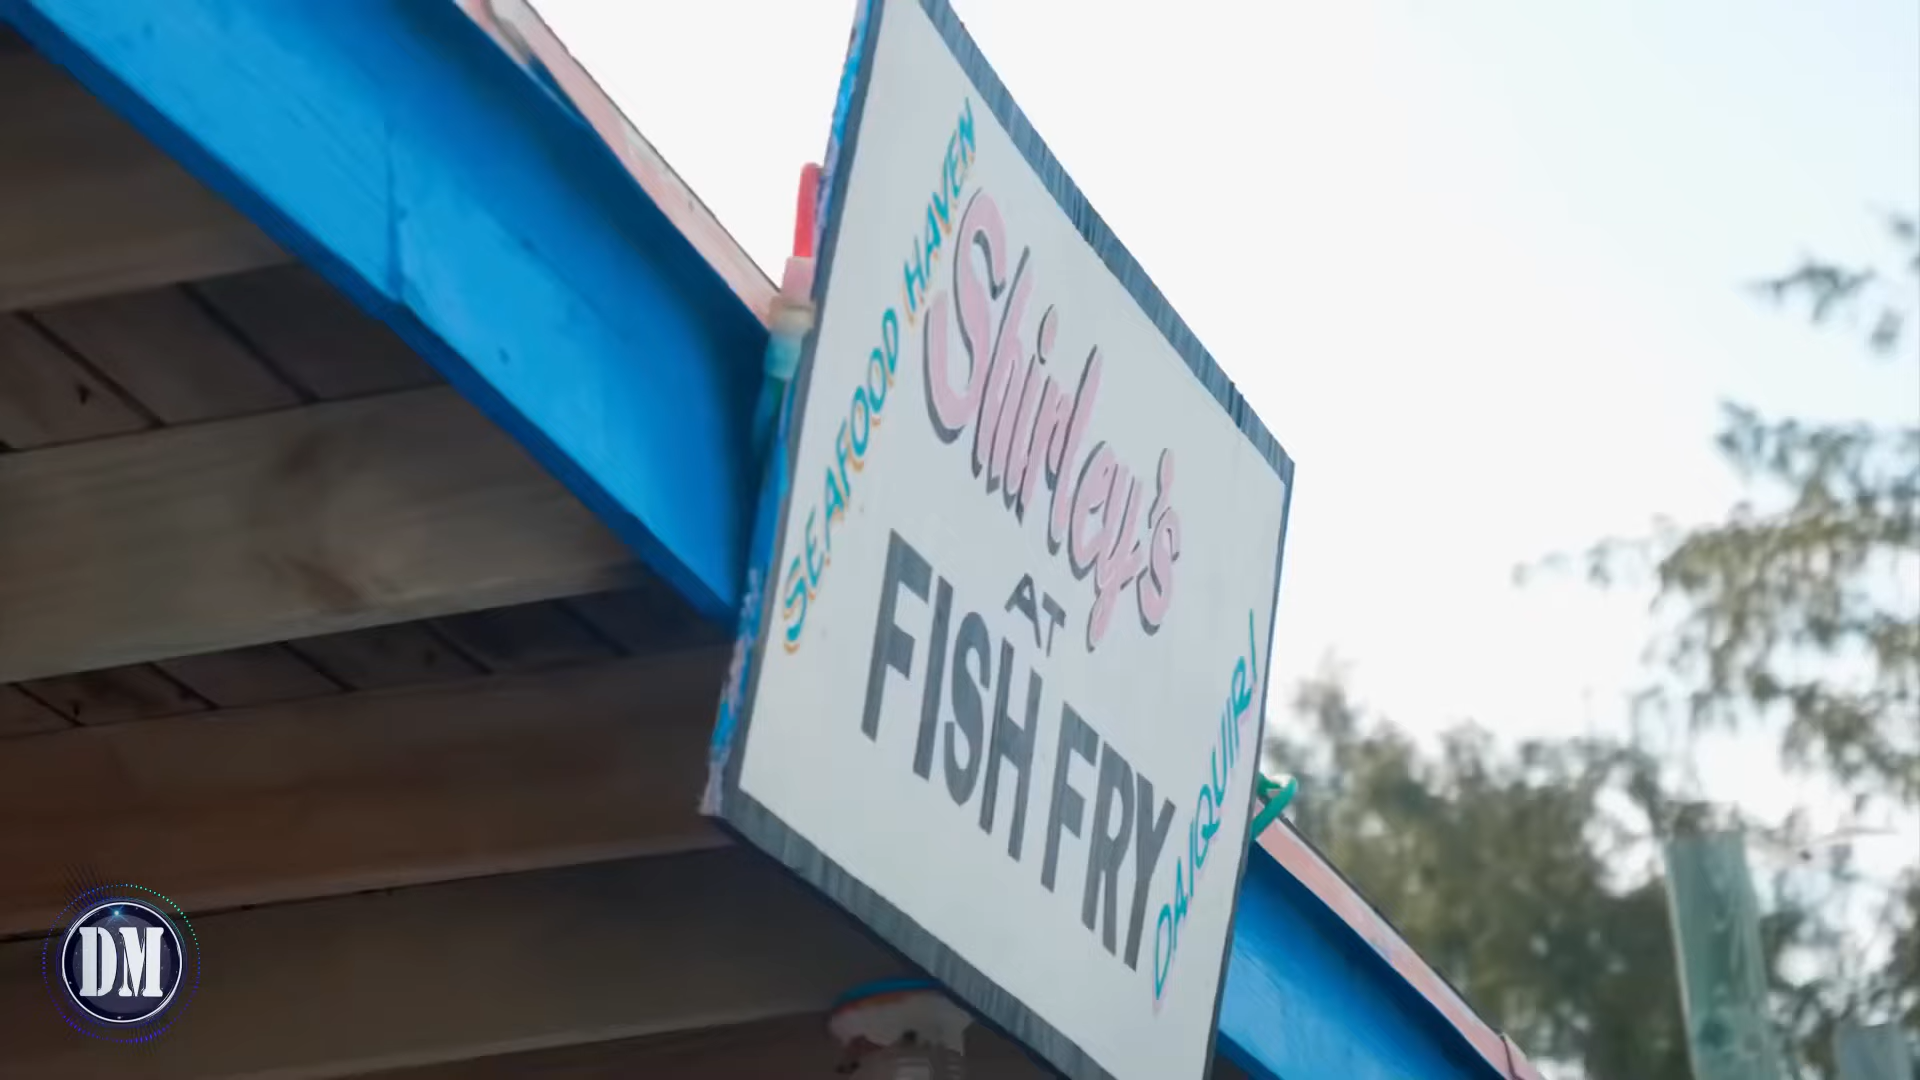 SEAFOOD HAVEN
Shirley's
AT
FISH FRY
DAIQUIRI
DM